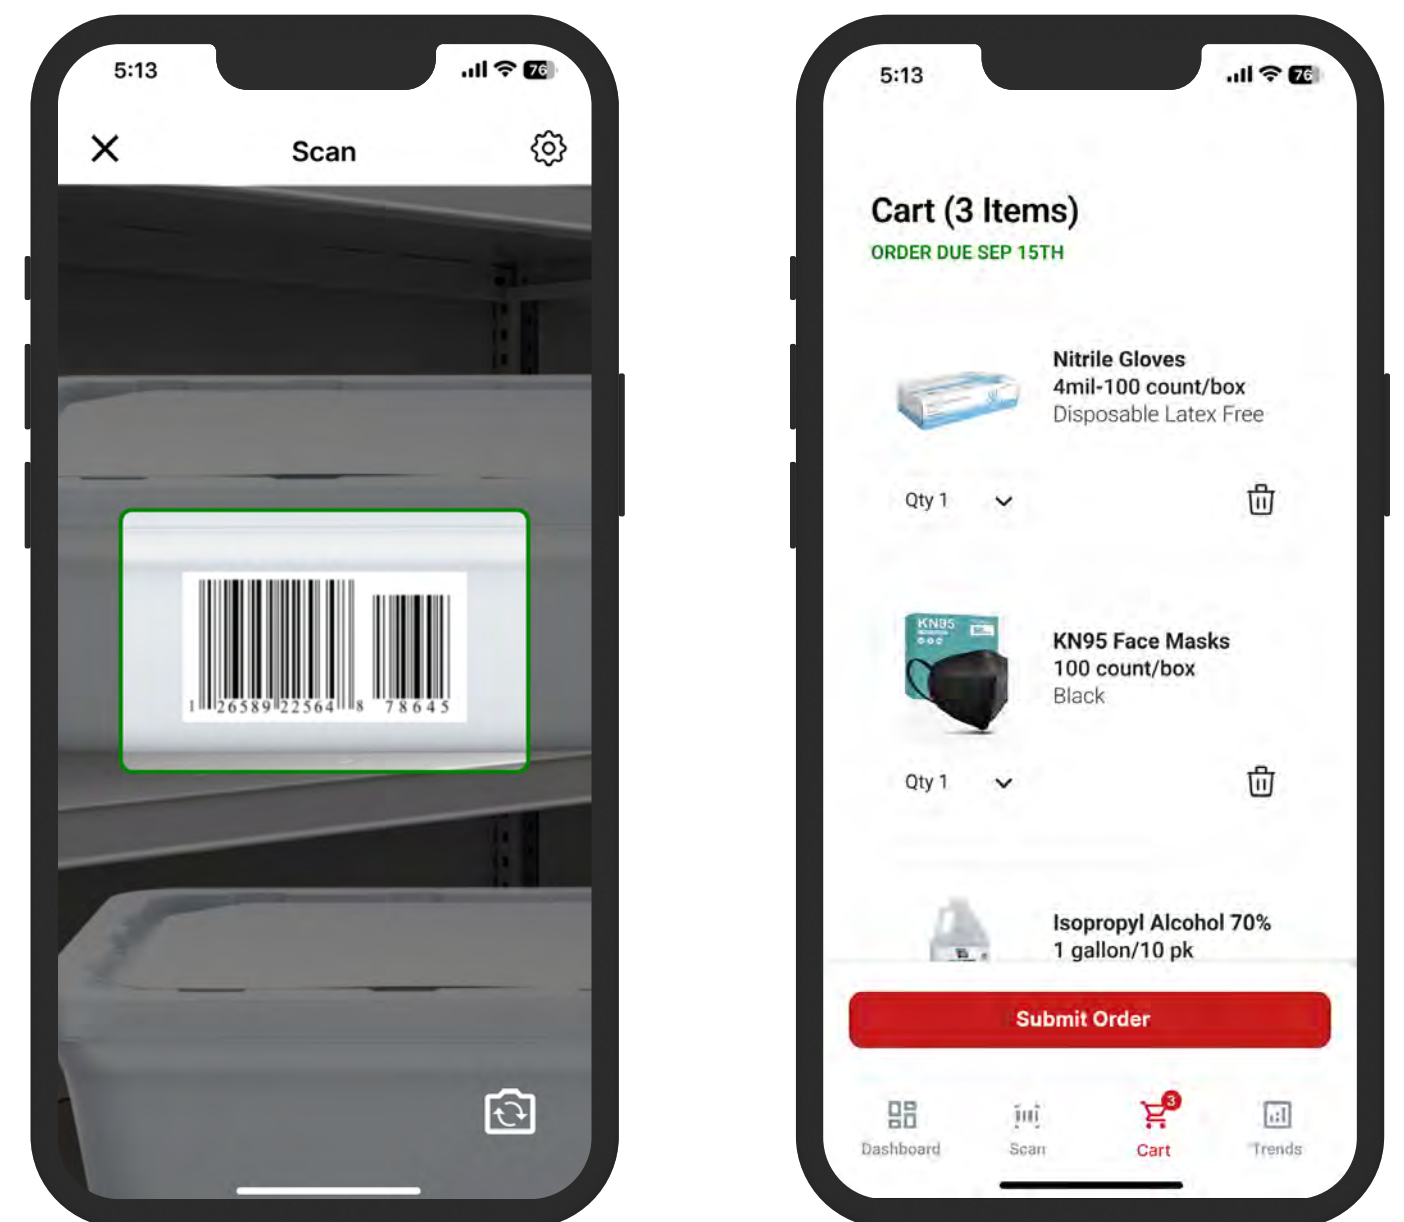 5:13
76
Scan
1 26589 22564 8 78645
5:13
76
Cart (3 Items)
ORDER DUE SEP 15TH
Nitrile Gloves
4mil-100 count/box
Disposable Latex Free
Qty 1
KN95
KN95 Face Masks
100 count/box
Black
Qty 1
Isopropyl Alcohol 70%
1 gallon/10 pk
Submit Order
3
Dashboard
Scan
Cart
Trends